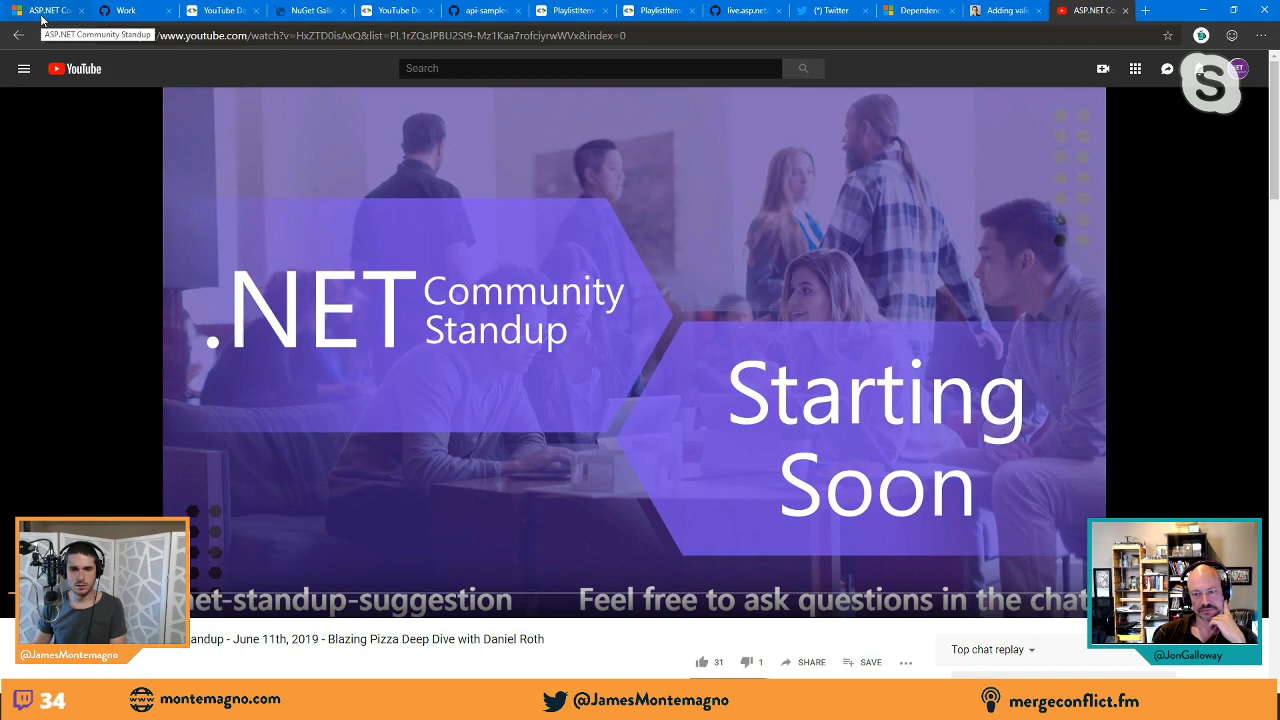 ASP.NET Co
Work
YouTube Da
NuGet Galle
YouTube Da
api-samples
PlaylistItem
PlaylistItem
live.asp.net
(*) Twitter
Dependenc
Adding vali
ASP.NET Co
ASP.NET Community Standup
www.youtube.com/watch?v=HxZTD0isAxQ&list=PL1rZQsJPBU2St9-Mz1Kaa7rofcjyrwWVx&index=0
YouTube
Search
.NET Community
Standup
Starting
Soon
net-standup-suggestion
Feel free to ask questions in the chat
andup - June 11th, 2019 - Blazing Pizza Deep Dive with Daniel Roth
Top chat replay
31
1
SHARE
SAVE
@JamesMontemagno
@JonGalloway
34
montemagno.com
@JamesMontemagno
mergeconflict.fm